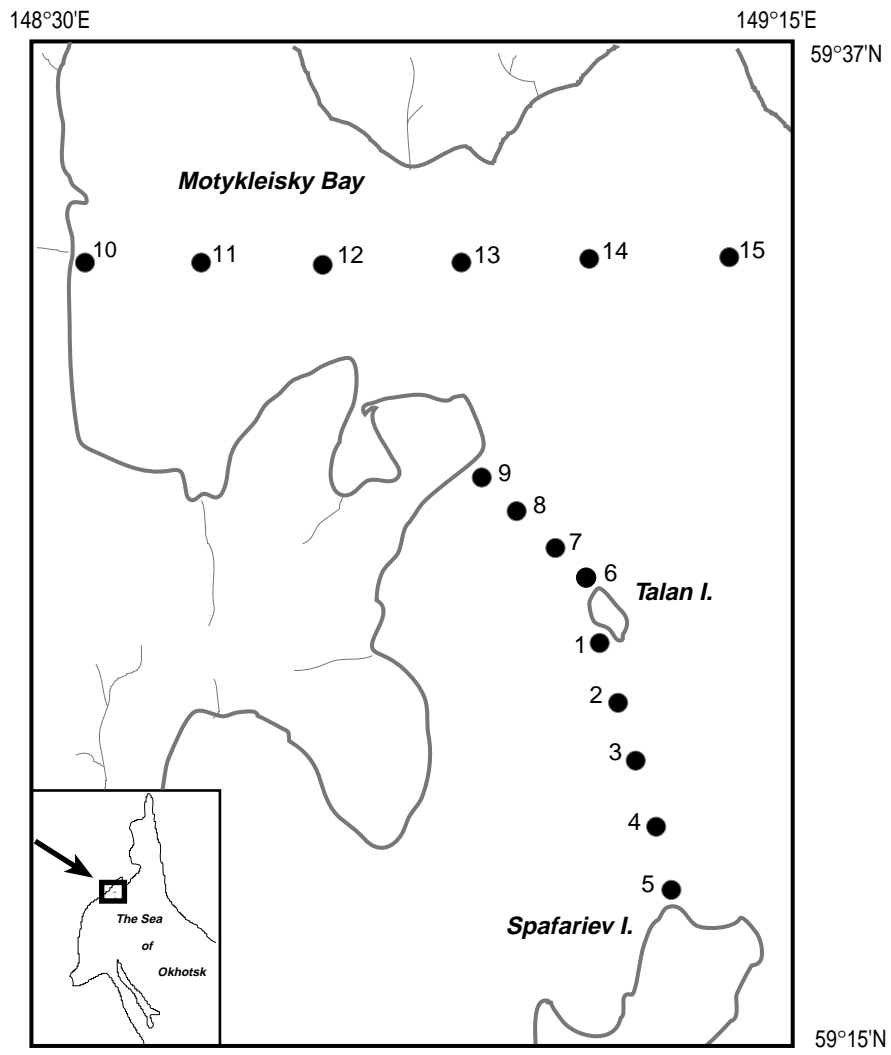 148°30'E
149°15'E
59°37'N
Motykleisky Bay
10
11
12
13
14
15
9
8
7
6
Talan I.
1
2
3
4
5
Spafariev I.
The Sea
of
Okhotsk
59°15'N